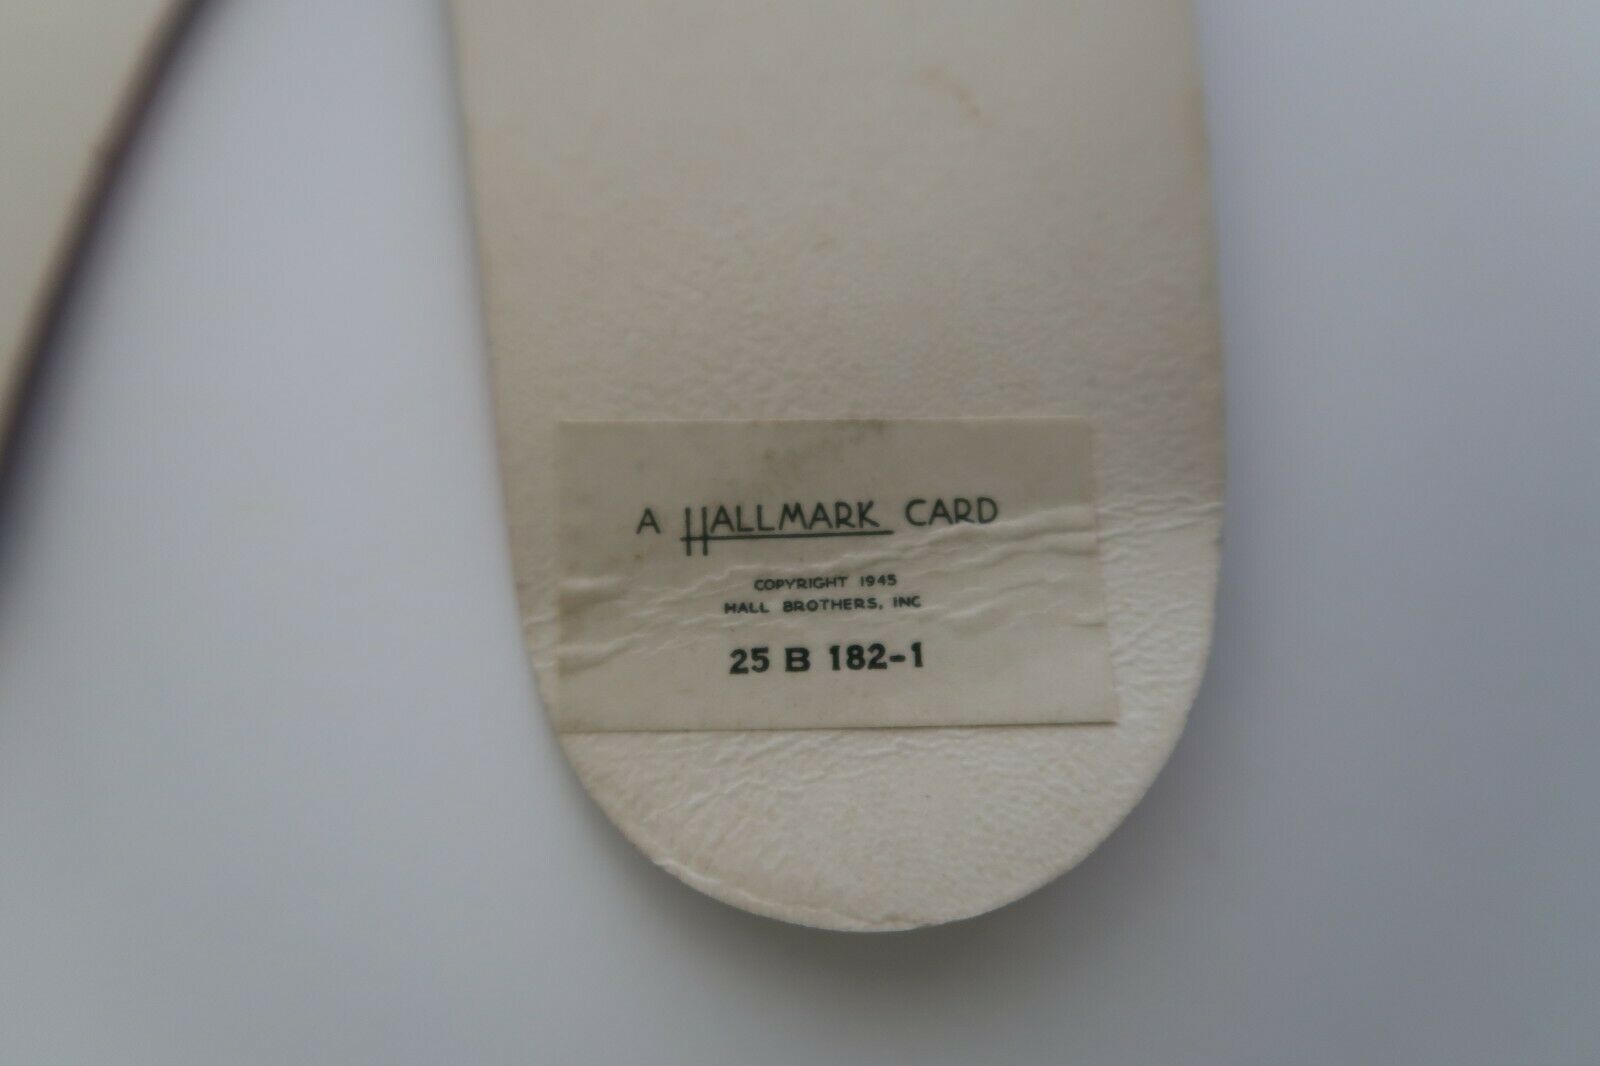 A HALLMARK CARD
COPYRIGHT 1945
HALL BROTHERS, INC
25 B 182-1